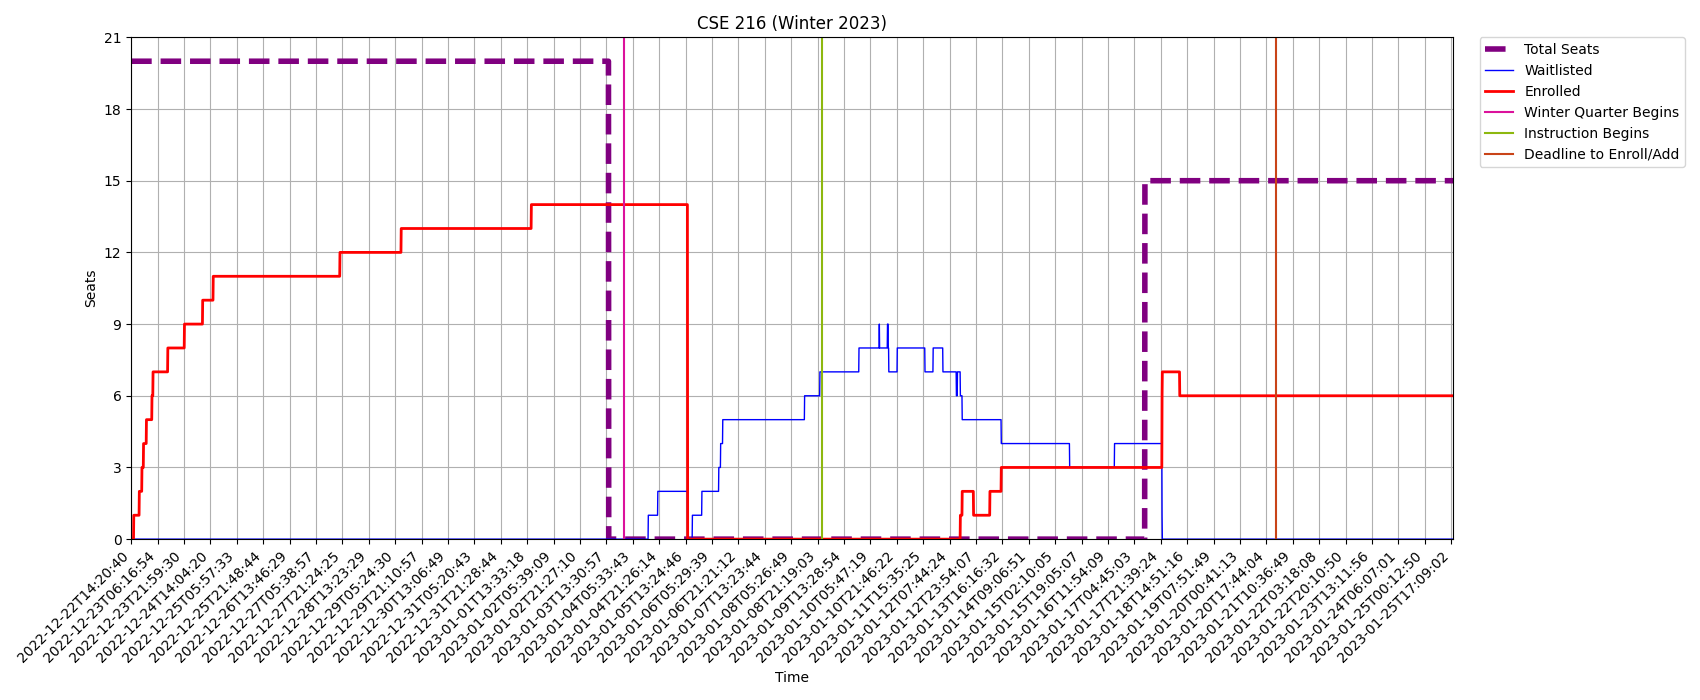 CSE 216 (Winter 2023)
21
18
15
12
9
6
3
0
Seats
2022-12-22T14:20:40
2022-12-23T06:16:54
2022-12-23T21:59:30
2022-12-24T14:04:20
2022-12-25T05:57:33
2022-12-25T21:48:44
2022-12-26T13:46:29
2022-12-27T05:38:57
2022-12-27T21:24:25
2022-12-28T13:23:29
2022-12-29T05:24:30
2022-12-29T21:10:57
2022-12-30T13:06:49
2022-12-31T05:20:43
2022-12-31T21:28:44
2023-01-01T13:33:18
2023-01-02T05:39:09
2023-01-02T21:27:10
2023-01-03T13:30:57
2023-01-04T05:33:43
2023-01-04T21:26:14
2023-01-05T13:24:46
2023-01-06T05:29:39
2023-01-06T21:21:12
2023-01-07T13:23:44
2023-01-08T05:26:49
2023-01-08T21:19:03
2023-01-09T13:28:54
2023-01-10T05:47:19
2023-01-10T21:46:22
2023-01-11T15:35:25
2023-01-12T07:44:24
2023-01-12T23:54:07
2023-01-13T16:16:32
2023-01-14T09:06:51
2023-01-15T02:10:05
2023-01-15T19:05:07
2023-01-16T11:54:09
2023-01-17T04:45:03
2023-01-17T21:39:24
2023-01-18T14:51:16
2023-01-19T07:51:49
2023-01-20T00:41:13
2023-01-20T17:44:04
2023-01-21T10:36:49
2023-01-22T03:18:08
2023-01-22T20:10:50
2023-01-23T13:11:56
2023-01-24T06:07:01
2023-01-25T00:12:50
2023-01-25T17:09:02
Time
Total Seats
Waitlisted
Enrolled
Winter Quarter Begins
Instruction Begins
Deadline to Enroll/Add